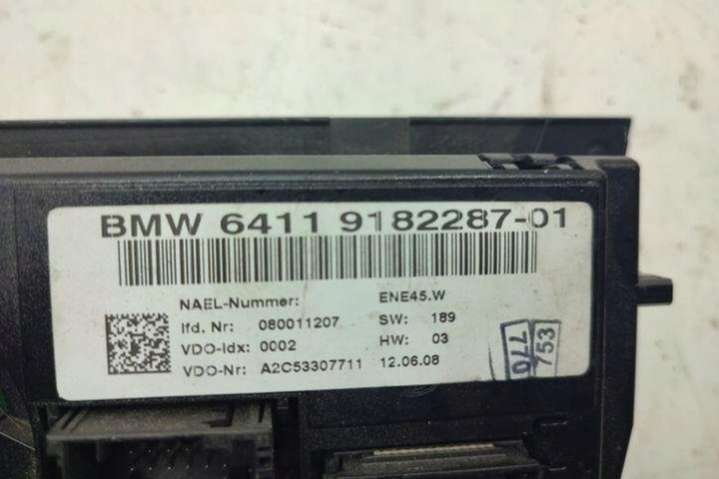 BMW 6411 9182287-01
NAEL-Nummer: ENE45.W
lfd. Nr: 080011207 SW: 189
VDO-Idx: 0002 HW: 03
VDO-Nr: A2C53307711 12.06.08
753